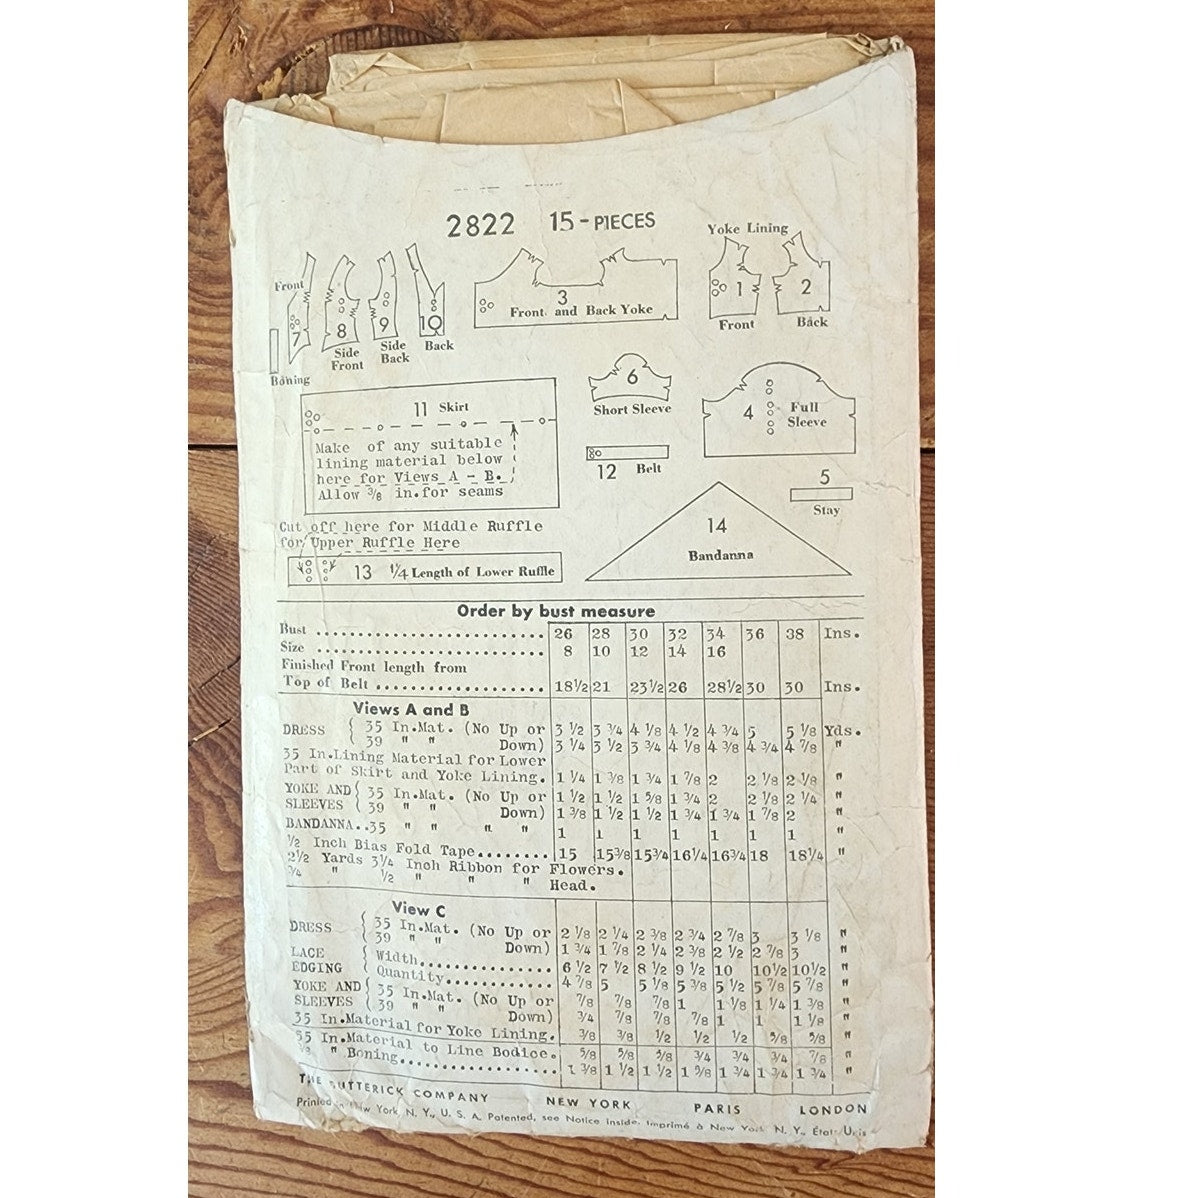 2822 15-PIECES
Yoke Lining
Front
7
8
Side
Front
9
Side
Back
10
Back
Boning
3
Front and Back Yoke
1
Front
2
Back
6
Short Sleeve
4 Full
Sleeve
11 Skirt
Make of any suitable
lining material below
here for Views A - B.
Allow 3/8 in. for seams
12 Belt
5
Stay
Cut off here for Middle Ruffle
for Upper Ruffle Here
13 1/4 Length of Lower Ruffle
14
Bandanna
Order by bust measure
Bust 26 28 30 32 34 36 38 Ins.
Size 8 10 12 14 16
Finished Front length from
Top of Belt 18½ 21 23½ 26 28½ 30 30 Ins.
Views A and B
DRESS { 35 In.Mat. (No Up or 3 ½ 3 ¾ 4 ⅛ 4 ½ 4 ¾ 5 5 ⅛ Yds.
39 " " Down) 3 ¼ 3 ½ 3 ¾ 4 ⅛ 4 ⅜ 4 ¾ 4 ⅞ "
35 In.Lining Material for Lower
Part of Skirt and Yoke Lining. 1 ¼ 1 ⅜ 1 ¾ 1 ⅞ 2 2 ⅛ 2 ⅛ "
YOKE AND { 35 In.Mat. (No Up or 1 ½ 1 ½ 1 ⅝ 1 ¾ 2 2 ⅛ 2 ¼ "
SLEEVES 39 " " Down) 1 ⅜ 1 ½ 1 ½ 1 ¾ 1 ¾ 1 ⅞ 2 "
BANDANNA..35 " " " " 1 1 1 1 1 1 1 "
½ Inch Bias Fold Tape 15 15⅜ 15¾ 16¼ 16¾ 18 18¼ "
2½ Yards 3¼ Inch Ribbon for Flowers.
¾ " ½ " " " Head.
View C
DRESS { 35 In.Mat. (No Up or 2 ⅛ 2 ¼ 2 ⅜ 2 ¾ 2 ⅞ 3 3 ⅛ "
39 " " Down) 1 ¾ 1 ⅞ 2 ¼ 2 ⅜ 2 ½ 2 ⅞ 3 "
LACE { Width 6 ½ 7 ½ 8 ½ 9 ½ 10 10½ 10½ "
EDGING Quantity 4 ⅞ 5 5 ⅛ 5 ⅜ 5 ½ 5 ⅞ 5 ⅞ "
YOKE AND { 35 In.Mat. (No Up or ⅞ ⅞ ⅞ 1 1 ⅛ 1 ¼ 1 ⅜ "
SLEEVES 39 " " Down) ¾ ⅞ ⅞ ⅞ 1 1 1 ⅛ "
35 In.Material for Yoke Lining. ⅜ ⅜ ½ ½ ½ ⅝ ⅝ "
35 In.Material to Line Bodice. ⅝ ⅝ ⅝ ¾ ¾ ¾ ⅞ "
" Boning 1 ⅜ 1 ½ 1 ½ 1 ⅝ 1 ¾ 1 ¾ 1 ¾ "
THE BUTTERICK COMPANY NEW YORK PARIS LONDON
Printed in New York, N. Y., U. S. A. Patented, see Notice inside. Imprimé à New York N. Y., États Unis